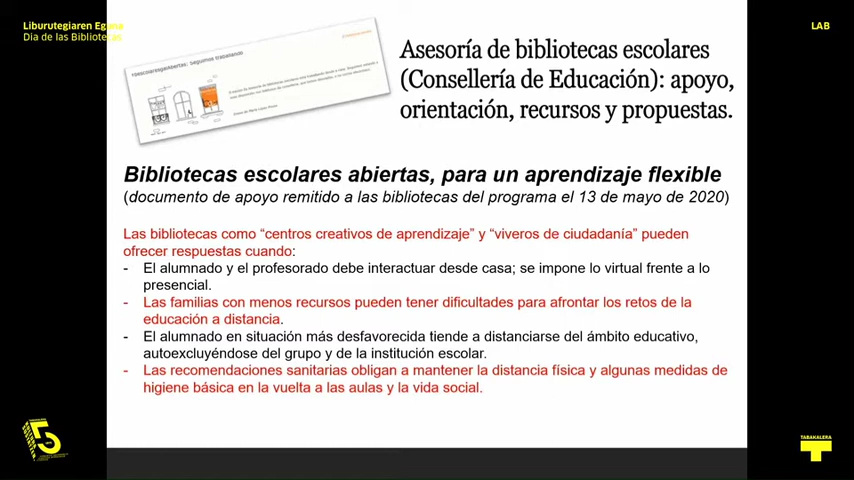 Liburutegiaren Eguna
Día de las Bibliotecas
LAB
Asesoría de bibliotecas escolares
(Consellería de Educación): apoyo,
orientación, recursos y propuestas.
Bibliotecas escolares abiertas, para un aprendizaje flexible
(documento de apoyo remitido a las bibliotecas del programa el 13 de mayo de 2020)
Las bibliotecas como “centros creativos de aprendizaje” y “viveros de ciudadanía” pueden
ofrecer respuestas cuando:
- El alumnado y el profesorado debe interactuar desde casa; se impone lo virtual frente a lo
presencial.
- Las familias con menos recursos pueden tener dificultades para afrontar los retos de la
educación a distancia.
- El alumnado en situación más desfavorecida tiende a distanciarse del ámbito educativo,
autoexcluyéndose del grupo y de la institución escolar.
- Las recomendaciones sanitarias obligan a mantener la distancia física y algunas medidas de
higiene básica en la vuelta a las aulas y la vida social.
5
TABAKALERA